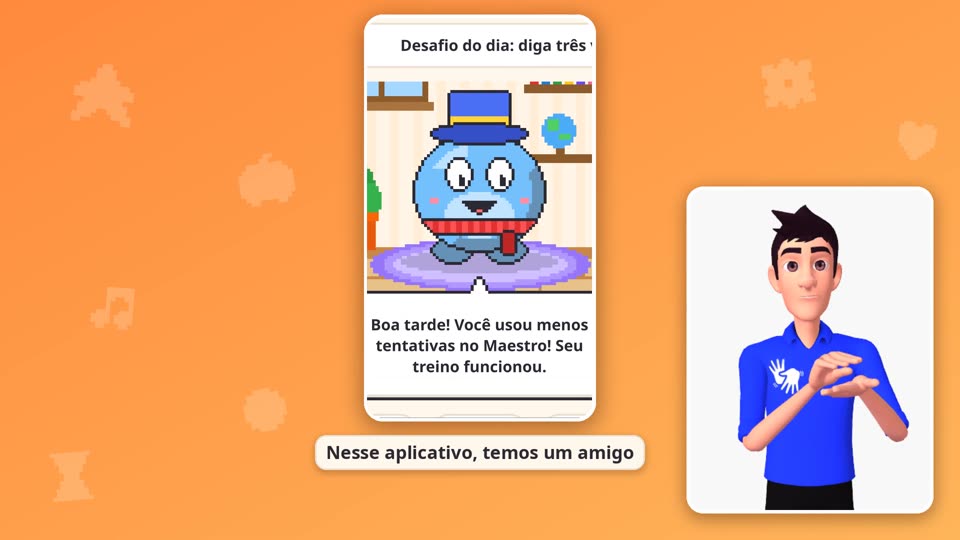 Desafio do dia: diga três
Boa tarde! Você usou menos
tentativas no Maestro! Seu
treino funcionou.
Nesse aplicativo, temos um amigo